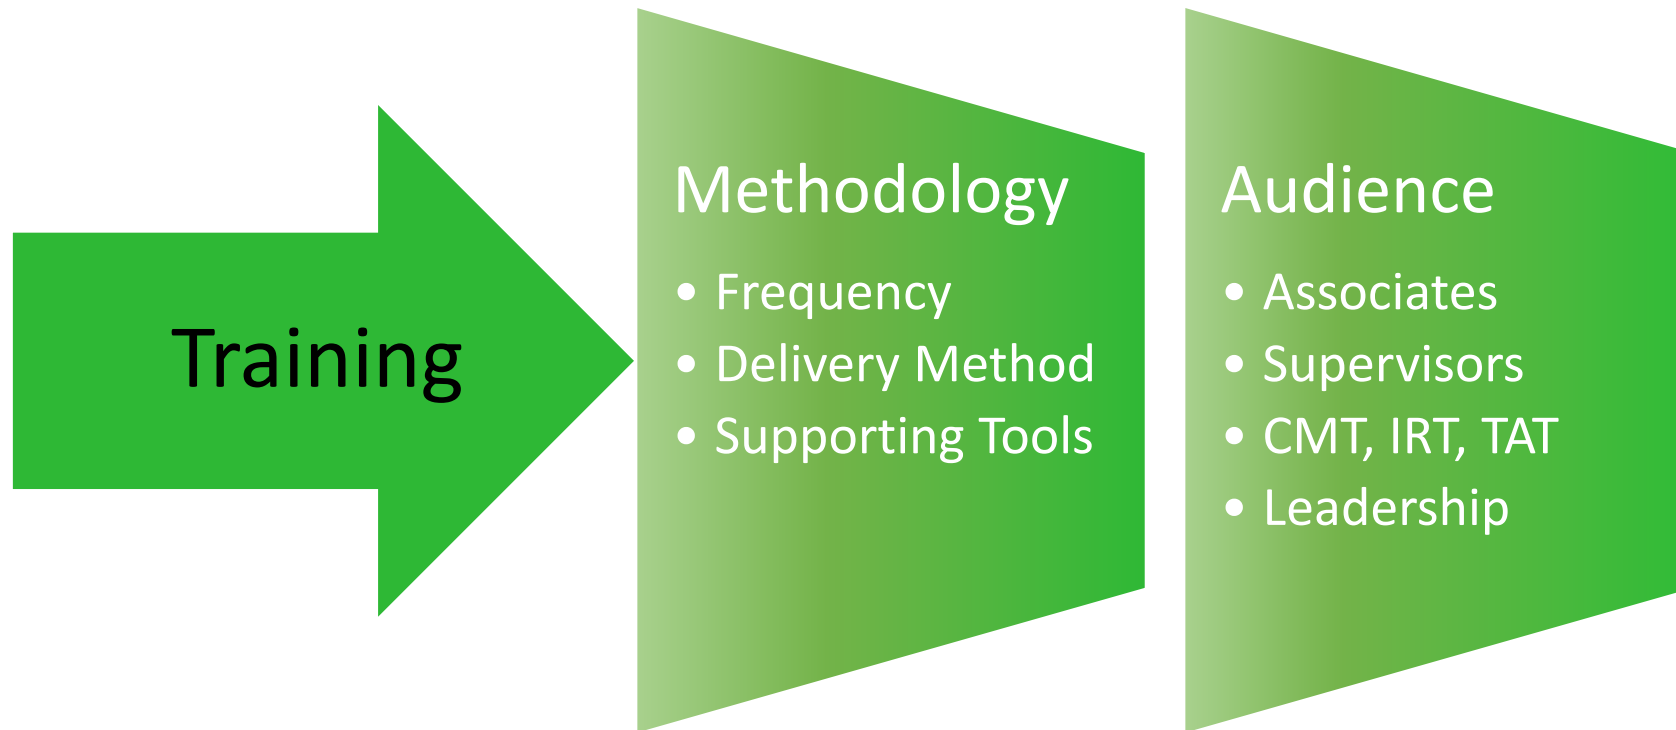 Training
Methodology
• Frequency
• Delivery Method
• Supporting Tools
Audience
• Associates
• Supervisors
• CMT, IRT, TAT
• Leadership